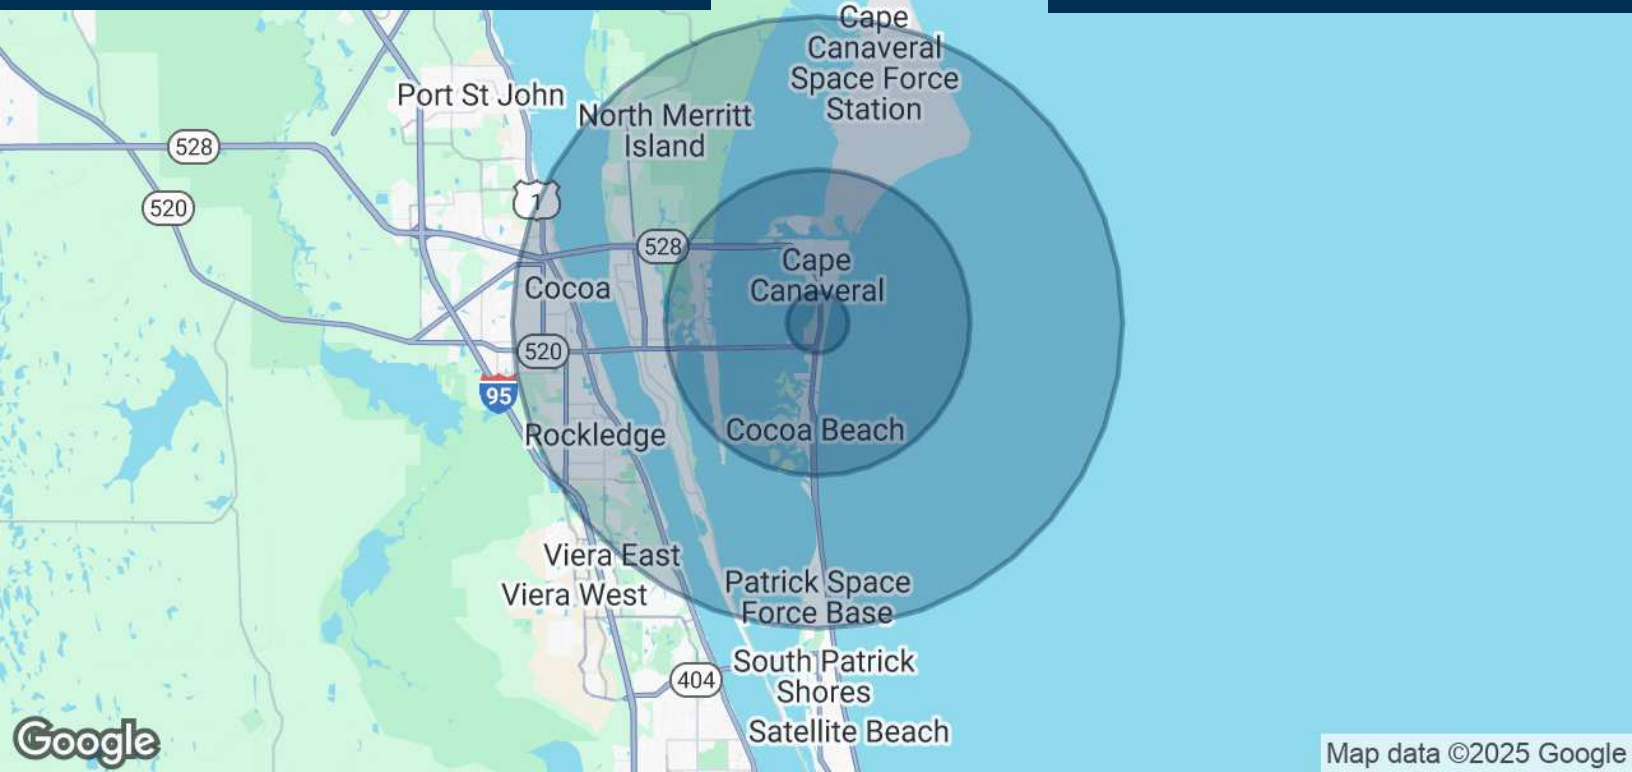 Cape
Canaveral
Space Force
Station
Port St John
North Merritt
Island
528
520
1
528
Cape
Canaveral
Cocoa
520
95
Rockledge
Cocoa Beach
Viera East
Viera West
Patrick Space
Force Base
South Patrick
Shores
404
Satellite Beach
Google
Map data ©2025 Google